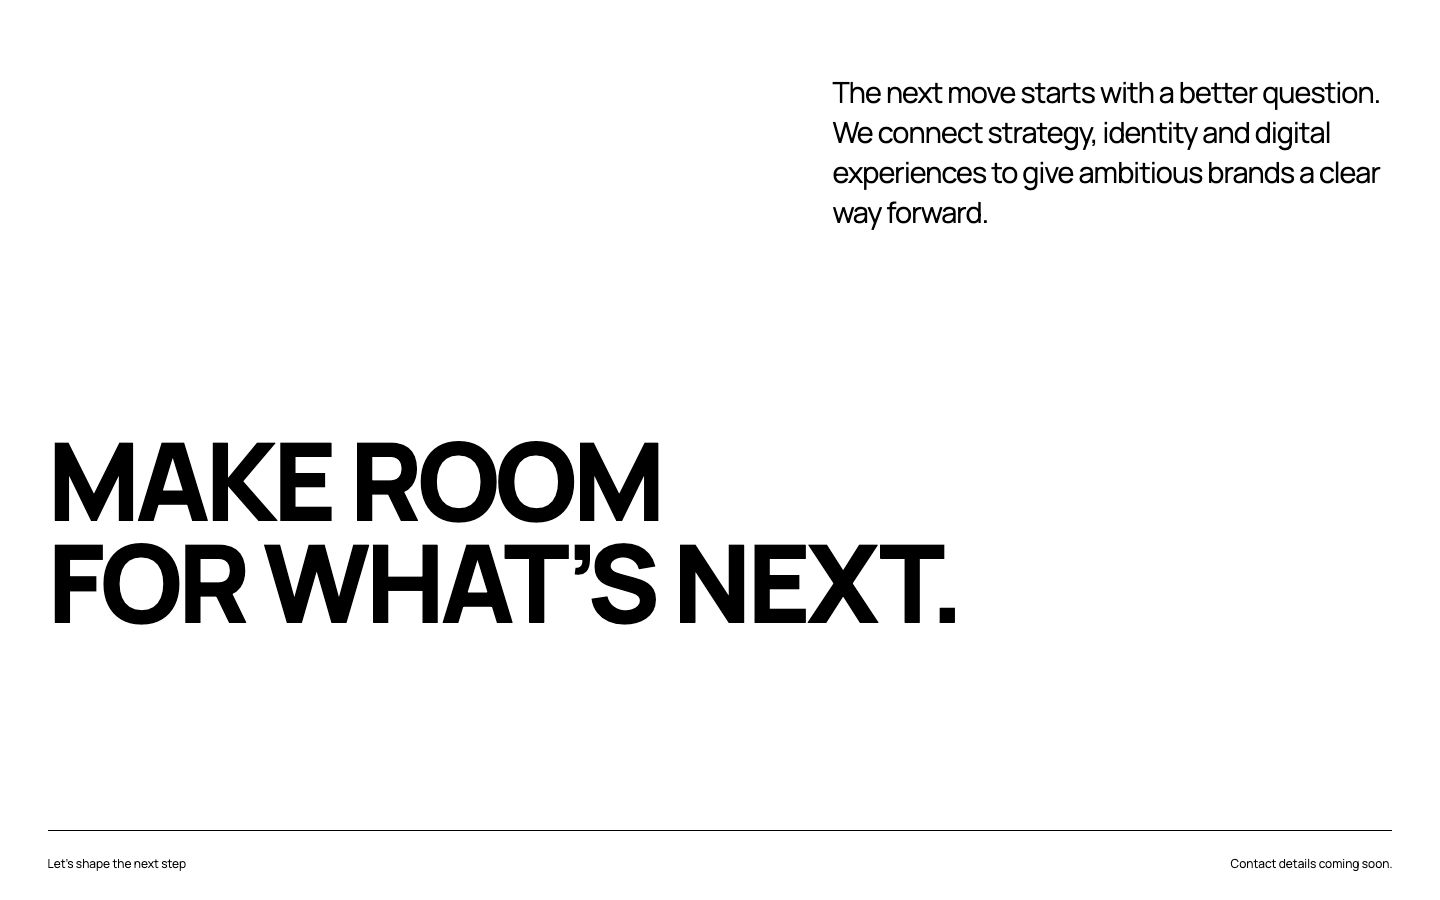 The next move starts with a better question.
We connect strategy, identity and digital
experiences to give ambitious brands a clear
way forward.
MAKE ROOM
FOR WHAT’S NEXT.
Let’s shape the next step
Contact details coming soon.